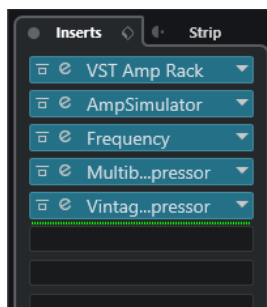 Inserts Strip
VST Amp Rack
AmpSimulator
Frequency
Multib...pressor
Vintag...pressor